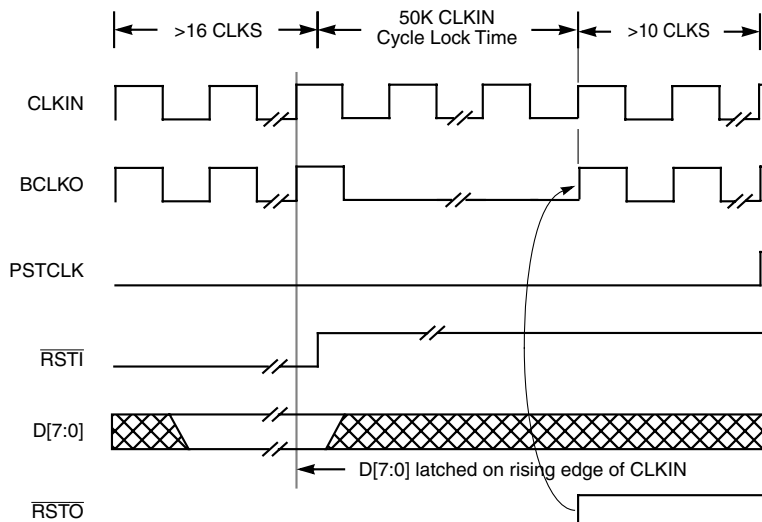 >16 CLKS
50K CLKIN
Cycle Lock Time
>10 CLKS
CLKIN
BCLKO
PSTCLK
RSTI
D[7:0]
D[7:0] latched on rising edge of CLKIN
RSTO